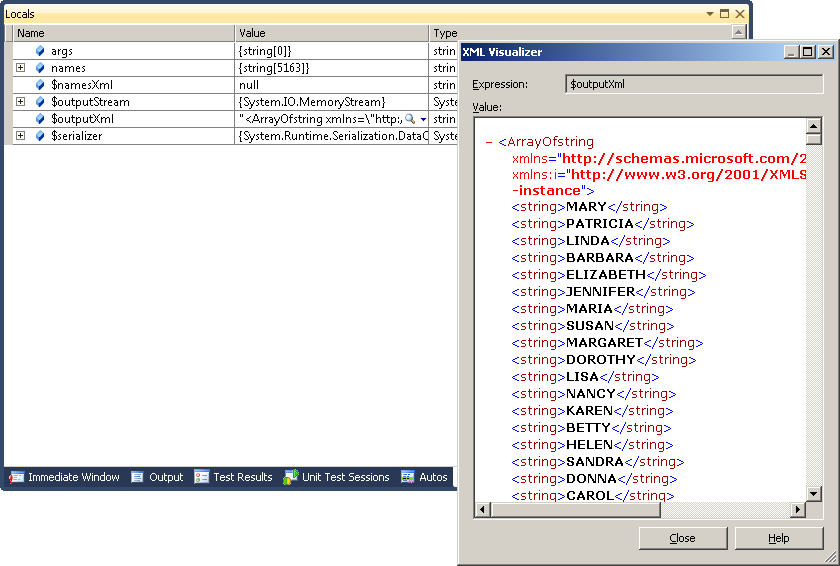 Locals
Name Value Type
args {string[0]} strin
names {string[5163]} strin
$namesXml null strin
$outputStream {System.IO.MemoryStream} Syster
$outputXml "<ArrayOfstring xmlns=\"http:/ strin
$serializer {System.Runtime.Serialization.DataC Syster
Immediate Window Output Test Results Unit Test Sessions Autos
XML Visualizer
Expression: $outputXml
Value:
- <ArrayOfstring
xmlns="http://schemas.microsoft.com/2
xmlns:i="http://www.w3.org/2001/XMLS
-instance">
<string>MARY</string>
<string>PATRICIA</string>
<string>LINDA</string>
<string>BARBARA</string>
<string>ELIZABETH</string>
<string>JENNIFER</string>
<string>MARIA</string>
<string>SUSAN</string>
<string>MARGARET</string>
<string>DOROTHY</string>
<string>LISA</string>
<string>NANCY</string>
<string>KAREN</string>
<string>BETTY</string>
<string>HELEN</string>
<string>SANDRA</string>
<string>DONNA</string>
<string>CAROL</string>
Close Help